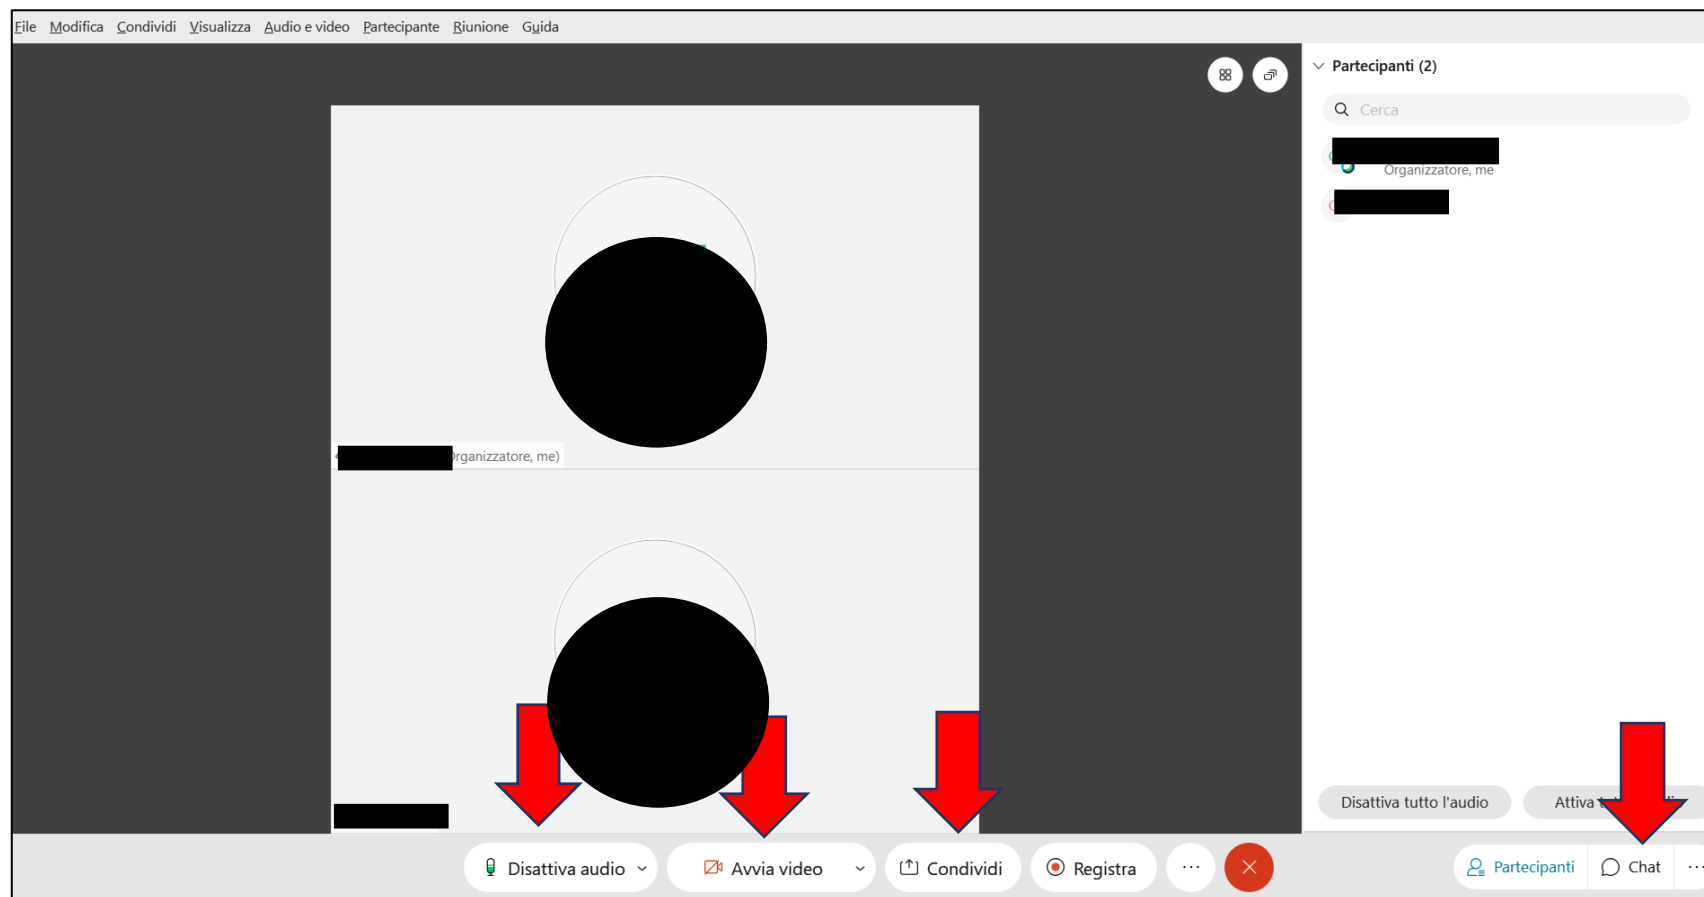 File Modifica Condividi Visualizza Audio e video Partecipante Riunione Guida
Partecipanti (2)
Cerca
Organizzatore, me
rganizzatore, me)
Disattiva tutto l'audio
Attiva
Disattiva audio
Avvia video
Condividi
Registra
Partecipanti
Chat